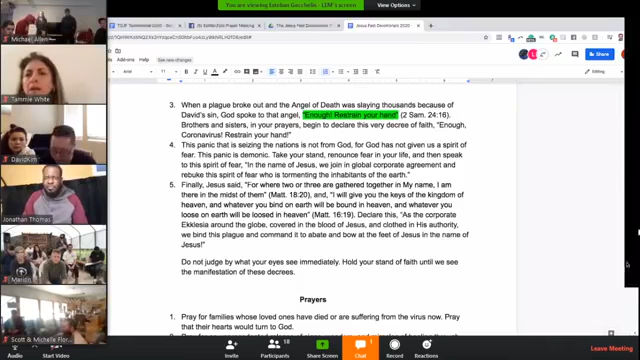 You are viewing Esteban Gocchelis - LEM's screen
View Options
Jesus Fast Devotionals 2020
See new changes
Share
3. When a plague broke out and the Angel of Death was slaying thousands because of
David's sin, God spoke to that angel, "Enough! Restrain your hand" (2 Sam. 24:16).
Brothers and sisters, in your prayers, begin to declare this very decree of faith, "Enough,
Coronavirus! Restrain your hand!"
4. This panic that is seizing the nations is not from God, for God has not given us a spirit of
fear. This panic is demonic. Take your stand, renounce fear in your life, and then speak
to this spirit of fear, "In the name of Jesus, we join in global corporate agreement and
rebuke this spirit of fear who is tormenting the inhabitants of the earth."
5. Finally, Jesus said, "For where two or three are gathered together in My name, I am
there in the midst of them" (Matt. 18:20), and, "I will give you the keys of the kingdom of
heaven, and whatever you bind on earth will be bound in heaven, and whatever you
loose on earth will be loosed in heaven" (Matt. 16:19). Declare this, "As the corporate
Ekklesia around the globe, covered in the blood of Jesus, and clothed in His authority,
we bind this plague and command it to abate and bow at the feet of Jesus in the name of
Jesus!"
Do not judge by what your eyes see immediately. Hold your stand of faith until we see
the manifestation of these decrees.
Prayers
1. Pray for families whose loved ones have died or are suffering from the virus now. Pray
that their hearts would turn to God.
Michael Allen
Tammie White
DavidKim
Jonathan Thomas
Scott & Michelle Flor...
Audio
Start Video
Invite
Participants
18
Share Screen
Chat
1
Record
Reactions
Leave Meeting